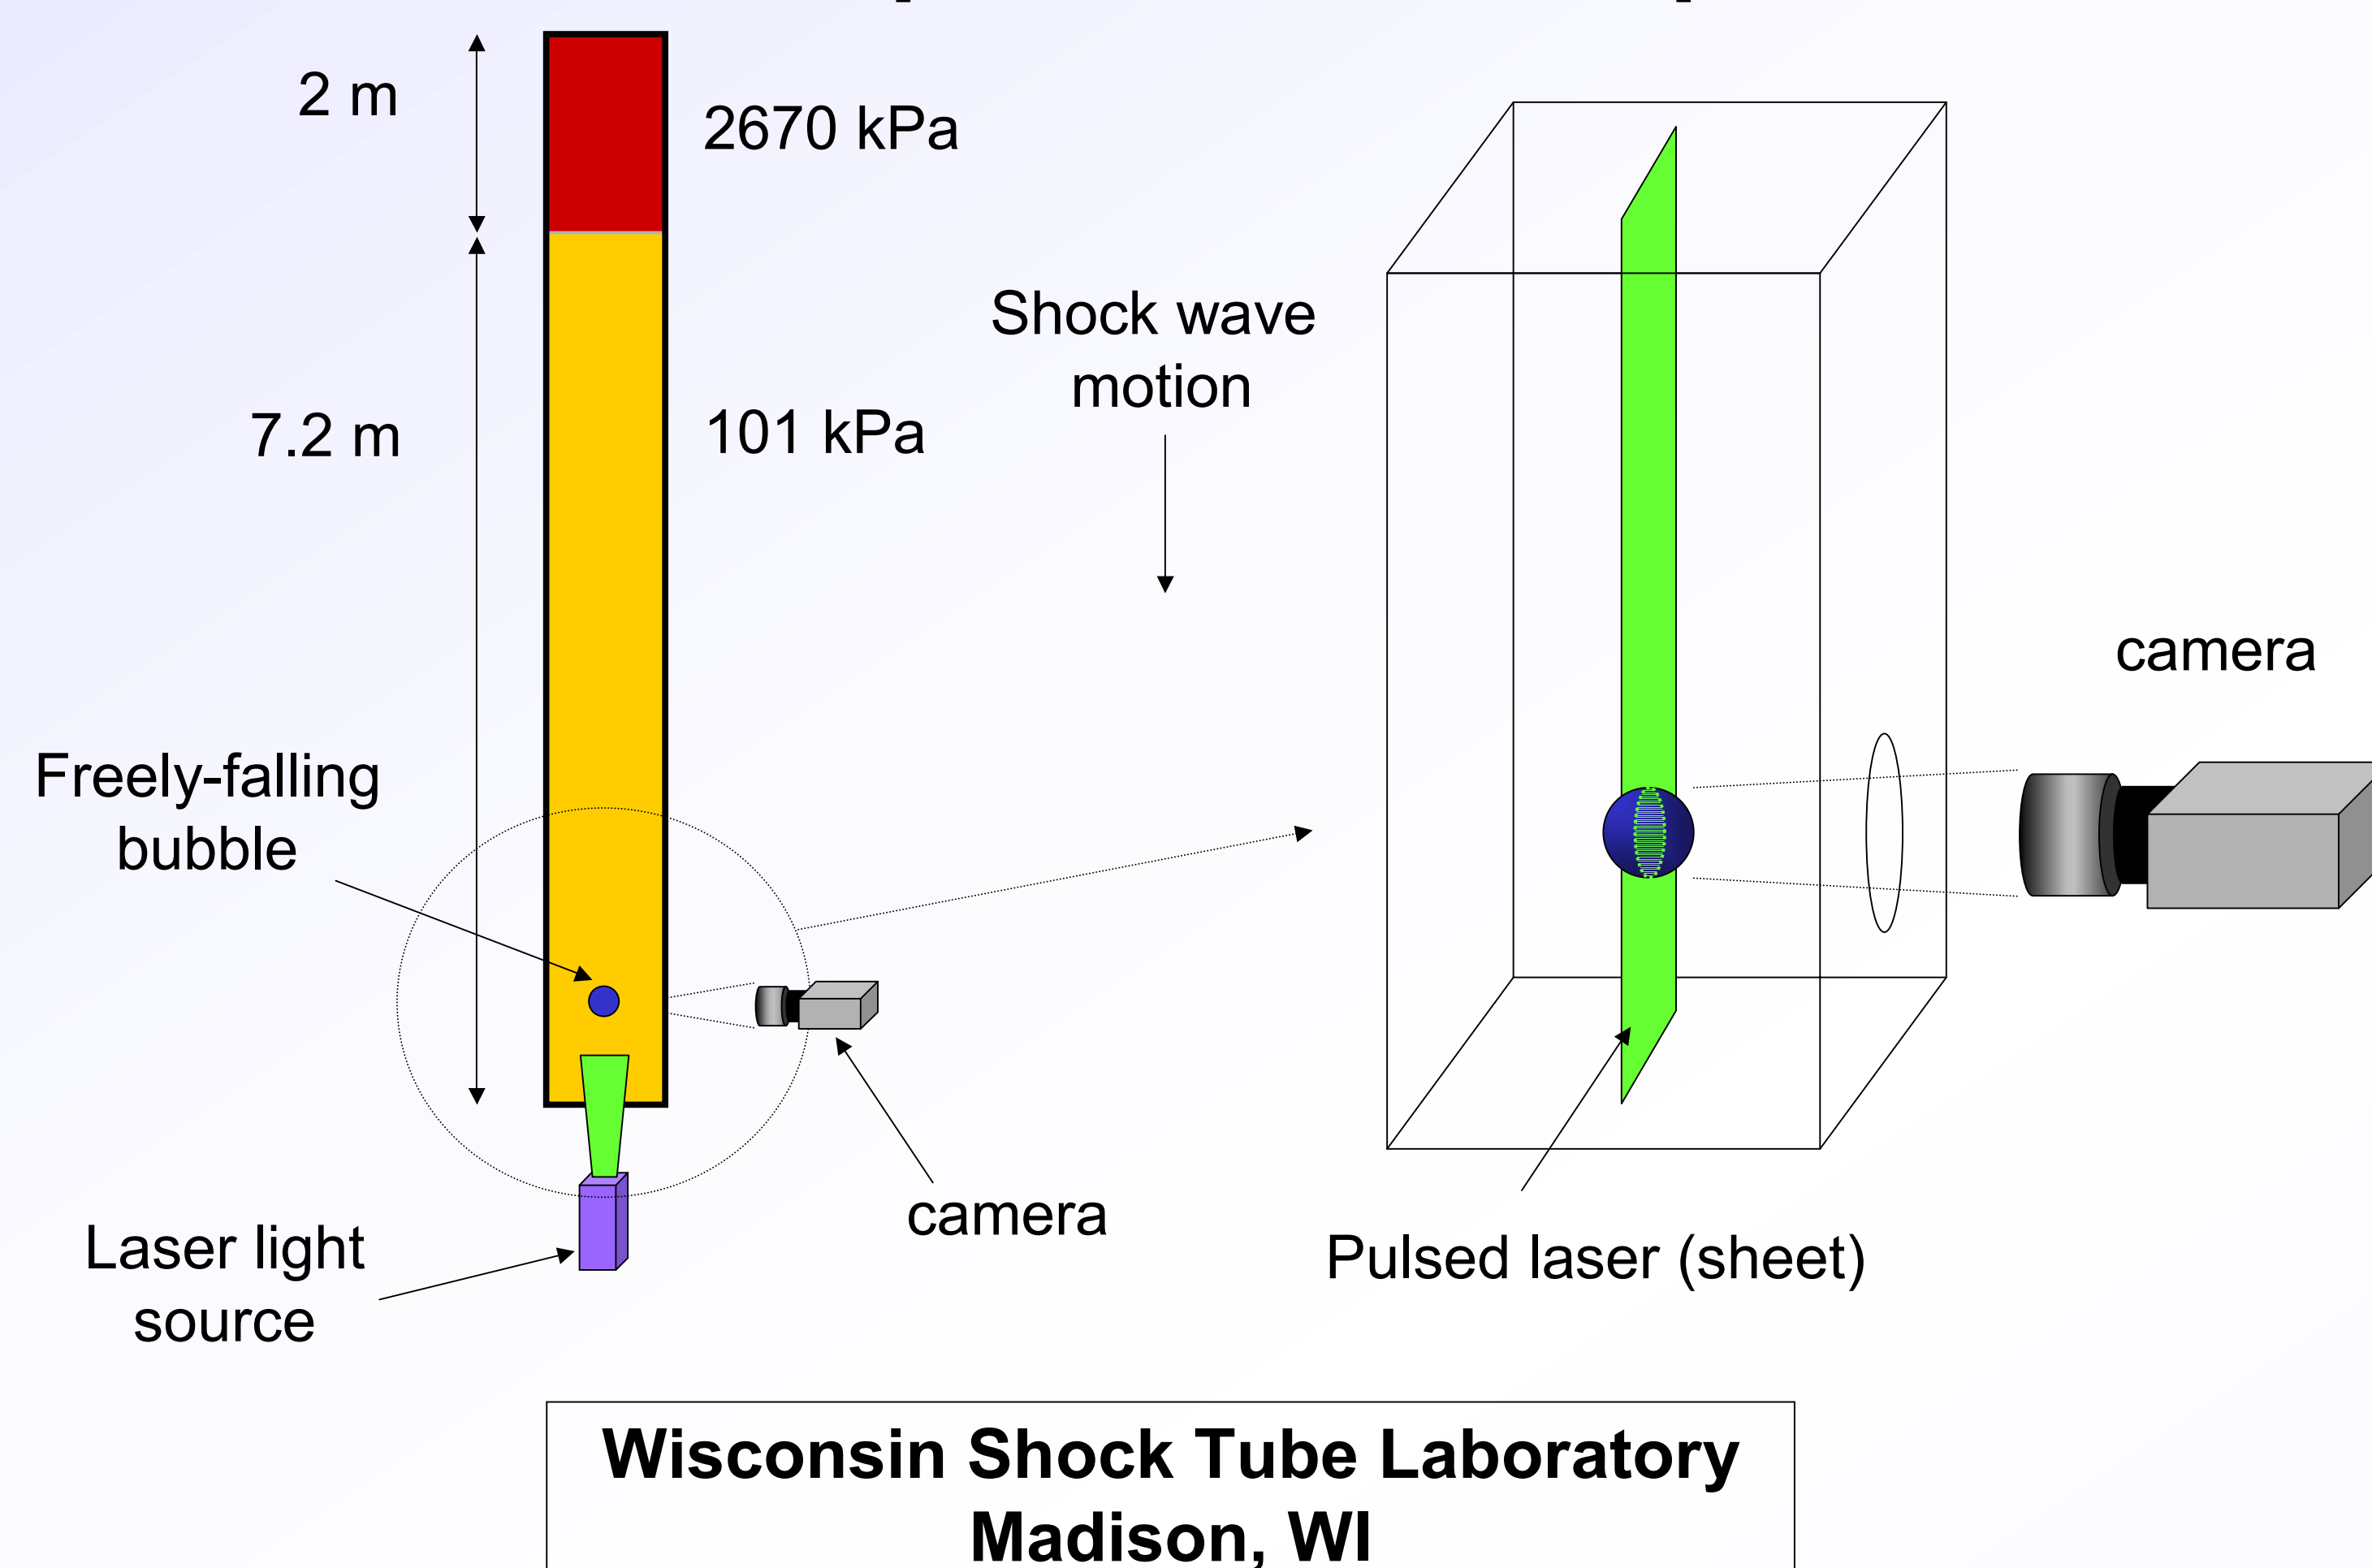 2 m
2670 kPa
7.2 m
101 kPa
Shock wave
motion
camera
Freely-falling
bubble
camera
Laser light
source
Pulsed laser (sheet)
Wisconsin Shock Tube Laboratory
Madison, WI